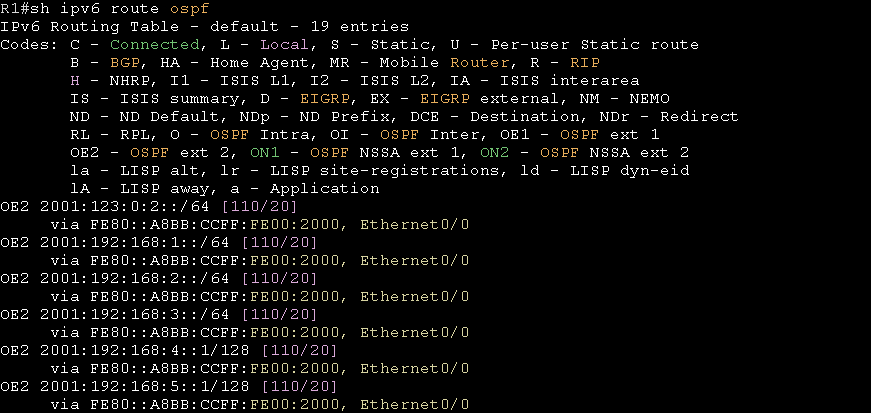 R1#sh ipv6 route ospf
IPv6 Routing Table - default - 19 entries
Codes: C - Connected, L - Local, S - Static, U - Per-user Static route
B - BGP, HA - Home Agent, MR - Mobile Router, R - RIP
H - NHRP, I1 - ISIS L1, I2 - ISIS L2, IA - ISIS interarea
IS - ISIS summary, D - EIGRP, EX - EIGRP external, NM - NEMO
ND - ND Default, NDp - ND Prefix, DCE - Destination, NDr - Redirect
RL - RPL, O - OSPF Intra, OI - OSPF Inter, OE1 - OSPF ext 1
OE2 - OSPF ext 2, ON1 - OSPF NSSA ext 1, ON2 - OSPF NSSA ext 2
la - LISP alt, lr - LISP site-registrations, ld - LISP dyn-eid
lA - LISP away, a - Application
OE2 2001:123:0:2::/64 [110/20]
via FE80::A8BB:CCFF:FE00:2000, Ethernet0/0
OE2 2001:192:168:1::/64 [110/20]
via FE80::A8BB:CCFF:FE00:2000, Ethernet0/0
OE2 2001:192:168:2::/64 [110/20]
via FE80::A8BB:CCFF:FE00:2000, Ethernet0/0
OE2 2001:192:168:3::/64 [110/20]
via FE80::A8BB:CCFF:FE00:2000, Ethernet0/0
OE2 2001:192:168:4::1/128 [110/20]
via FE80::A8BB:CCFF:FE00:2000, Ethernet0/0
OE2 2001:192:168:5::1/128 [110/20]
via FE80::A8BB:CCFF:FE00:2000, Ethernet0/0